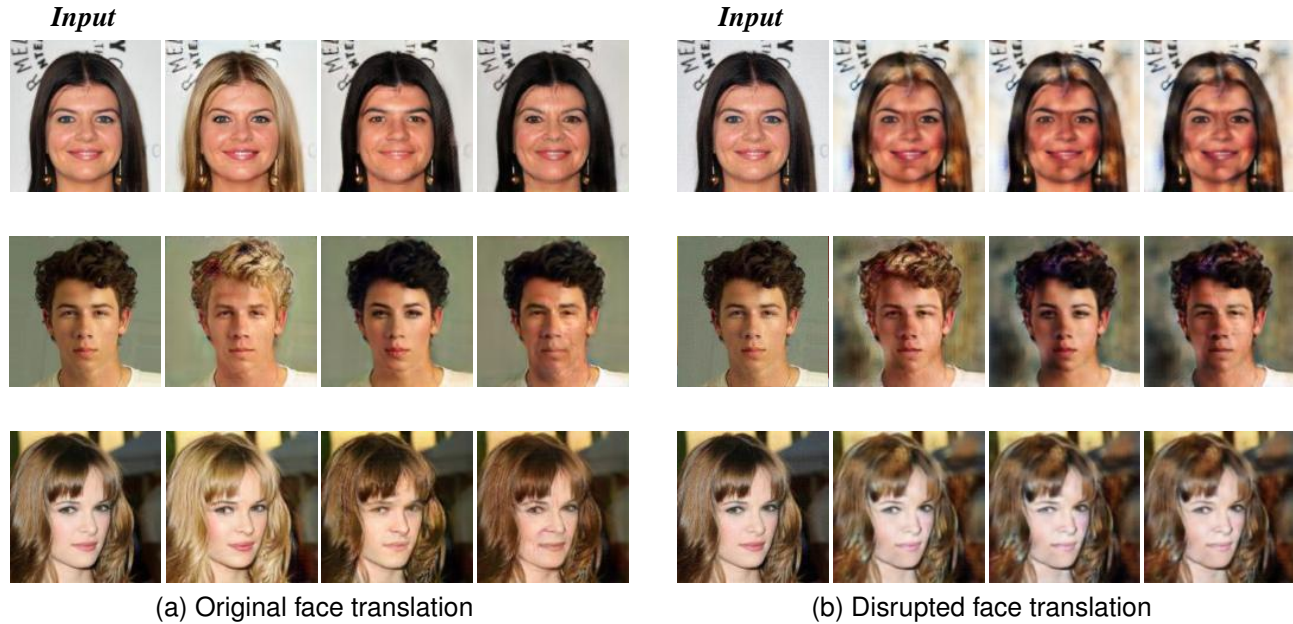 Input Input
(a) Original face translation (b) Disrupted face translation